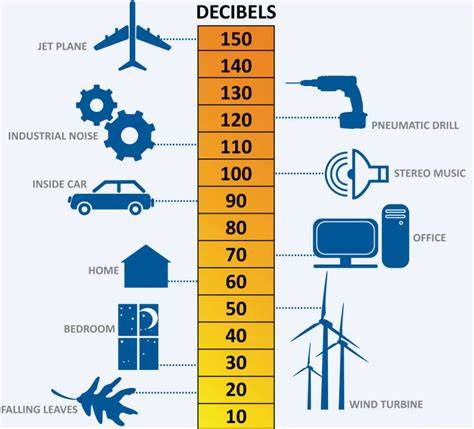 DECIBELS
JET PLANE
150
140
130
120
PNEUMATIC DRILL
INDUSTRIAL NOISE
110
100
STEREO MUSIC
INSIDE CAR
90
80
OFFICE
70
HOME
60
50
BEDROOM
40
30
20
WIND TURBINE
FALLING LEAVES
10